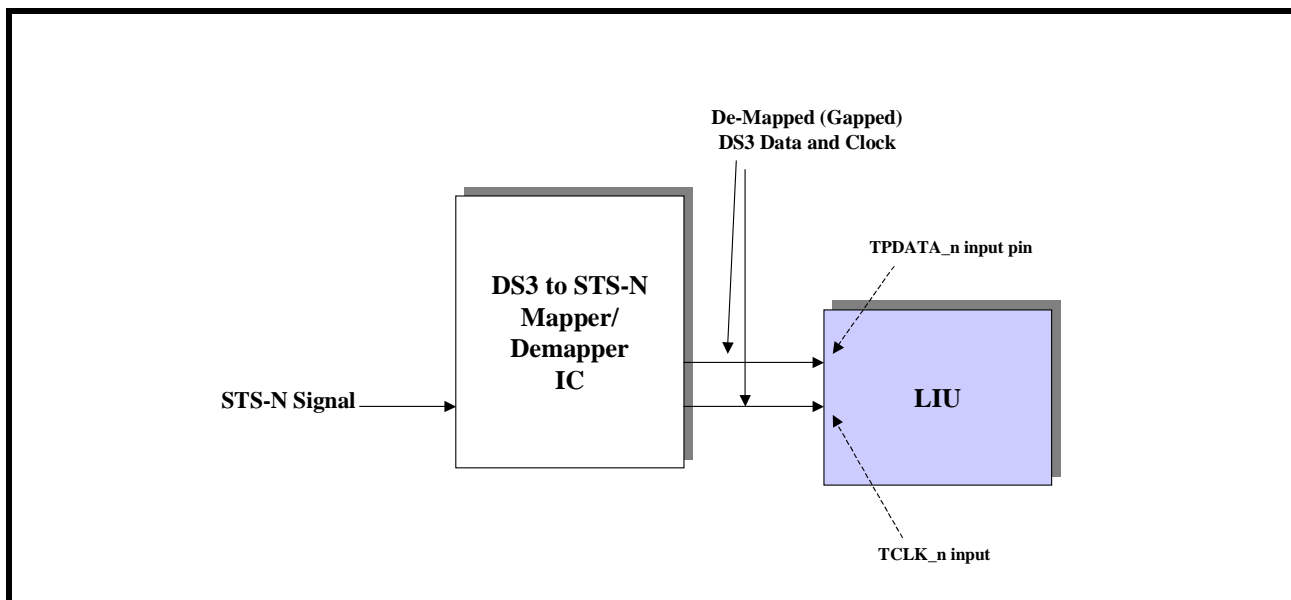 De-Mapped (Gapped)
DS3 Data and Clock
TPDATA_n input pin
DS3 to STS-N
Mapper/
Demapper
IC
STS-N Signal
LIU
TCLK_n input